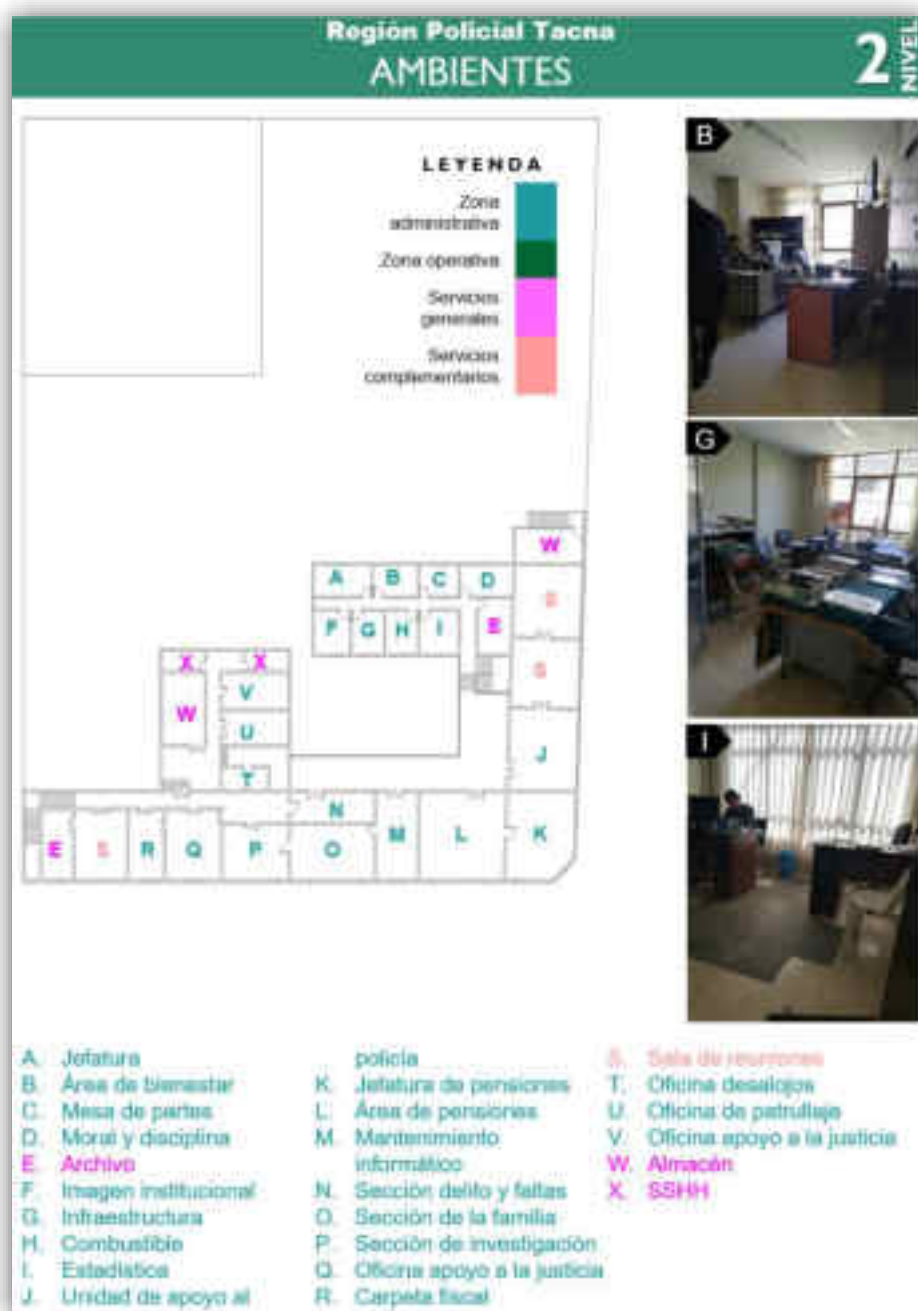 Región Policial Tacna
AMBIENTES
2
NIVEL
LEYENDA
Zona
administrativa
Zona operativa
Servicios
generales
Servicios
complementarios
B
G
I
W
A B C D
S
F G H I E
S
X X
V
W
U
J
T
N
E S R Q P O M L K
A. Jefatura
B. Área de bienestar
C. Mesa de partes
D. Moral y disciplina
E. Archivo
F. Imagen institucional
G. Infraestructura
H. Combustible
I. Estadística
J. Unidad de apoyo al
policía
K. Jefatura de pensiones
L. Área de pensiones
M. Mantenimiento
informático
N. Sección delito y faltas
O. Sección de la familia
P. Sección de investigación
Q. Oficina apoyo a la justicia
R. Carpeta fiscal
S. Sala de reuniones
T. Oficina desalojos
U. Oficina de patrullaje
V. Oficina apoyo a la justicia
W. Almacén
X. SSHH